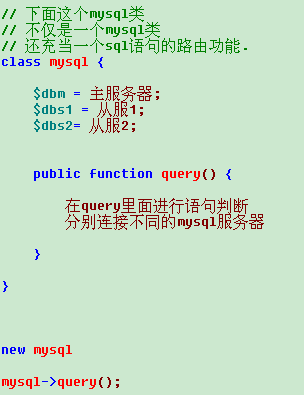 // 下面这个mysql类
// 不仅是一个mysql类
// 还充当一个sql语句的路由功能.
class mysql {
$dbm = 主服务器;
$dbs1 = 从服1;
$dbs2= 从服2;
public function query() {
在query里面进行语句判断
分别连接不同的mysql服务器
}
}
new mysql
mysql->query();